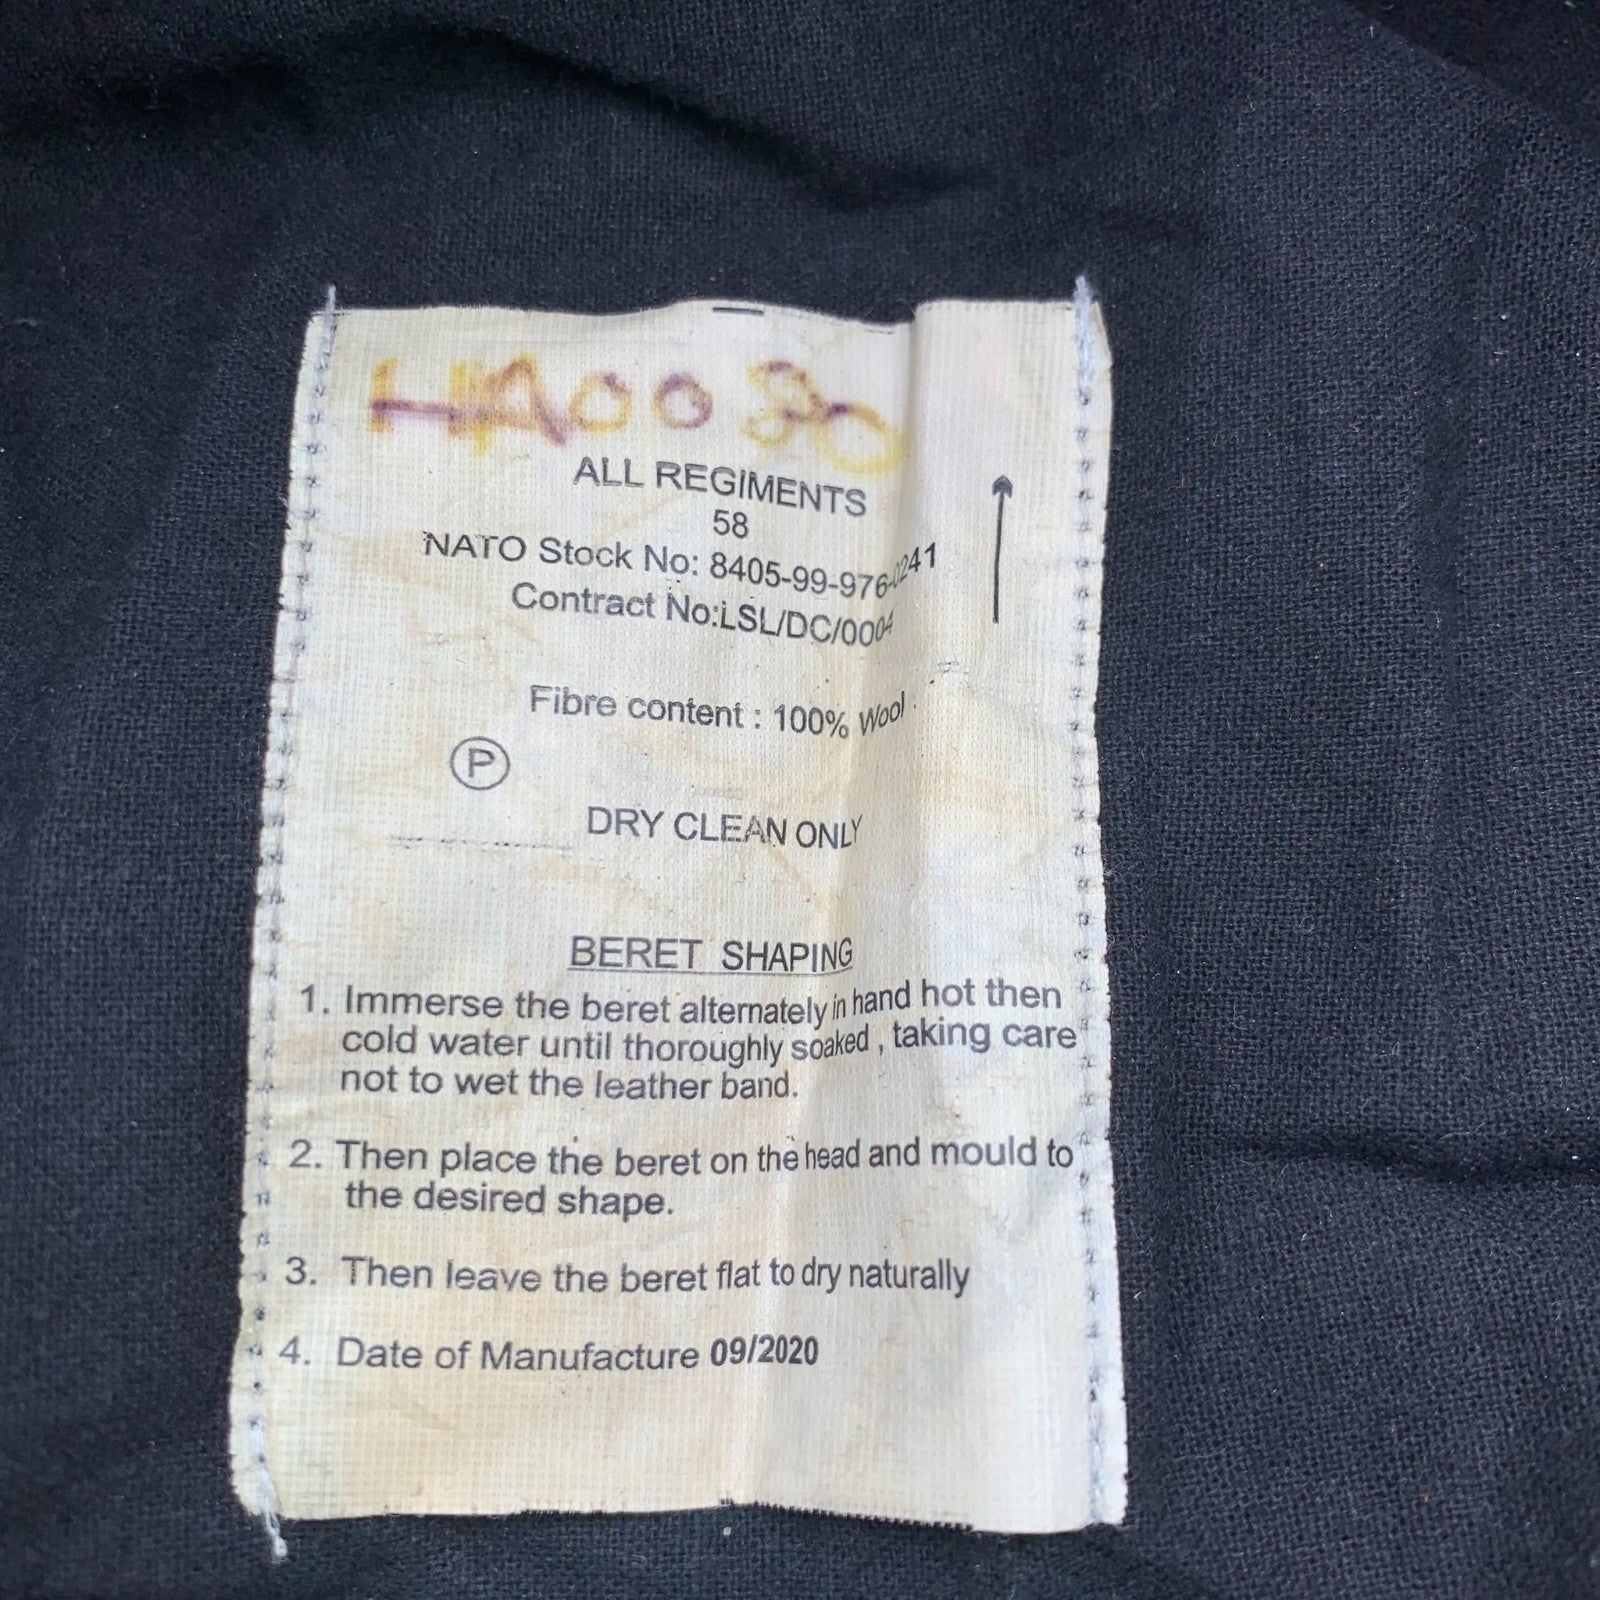 HA0080
ALL REGIMENTS
58
NATO Stock No: 8405-99-976-0241
Contract No:LSL/DC/0004
Fibre content : 100% Wool
P
DRY CLEAN ONLY
BERET SHAPING
1. Immerse the beret alternately in hand hot then
cold water until thoroughly soaked , taking care
not to wet the leather band.
2. Then place the beret on the head and mould to
the desired shape.
3. Then leave the beret flat to dry naturally
4. Date of Manufacture 09/2020